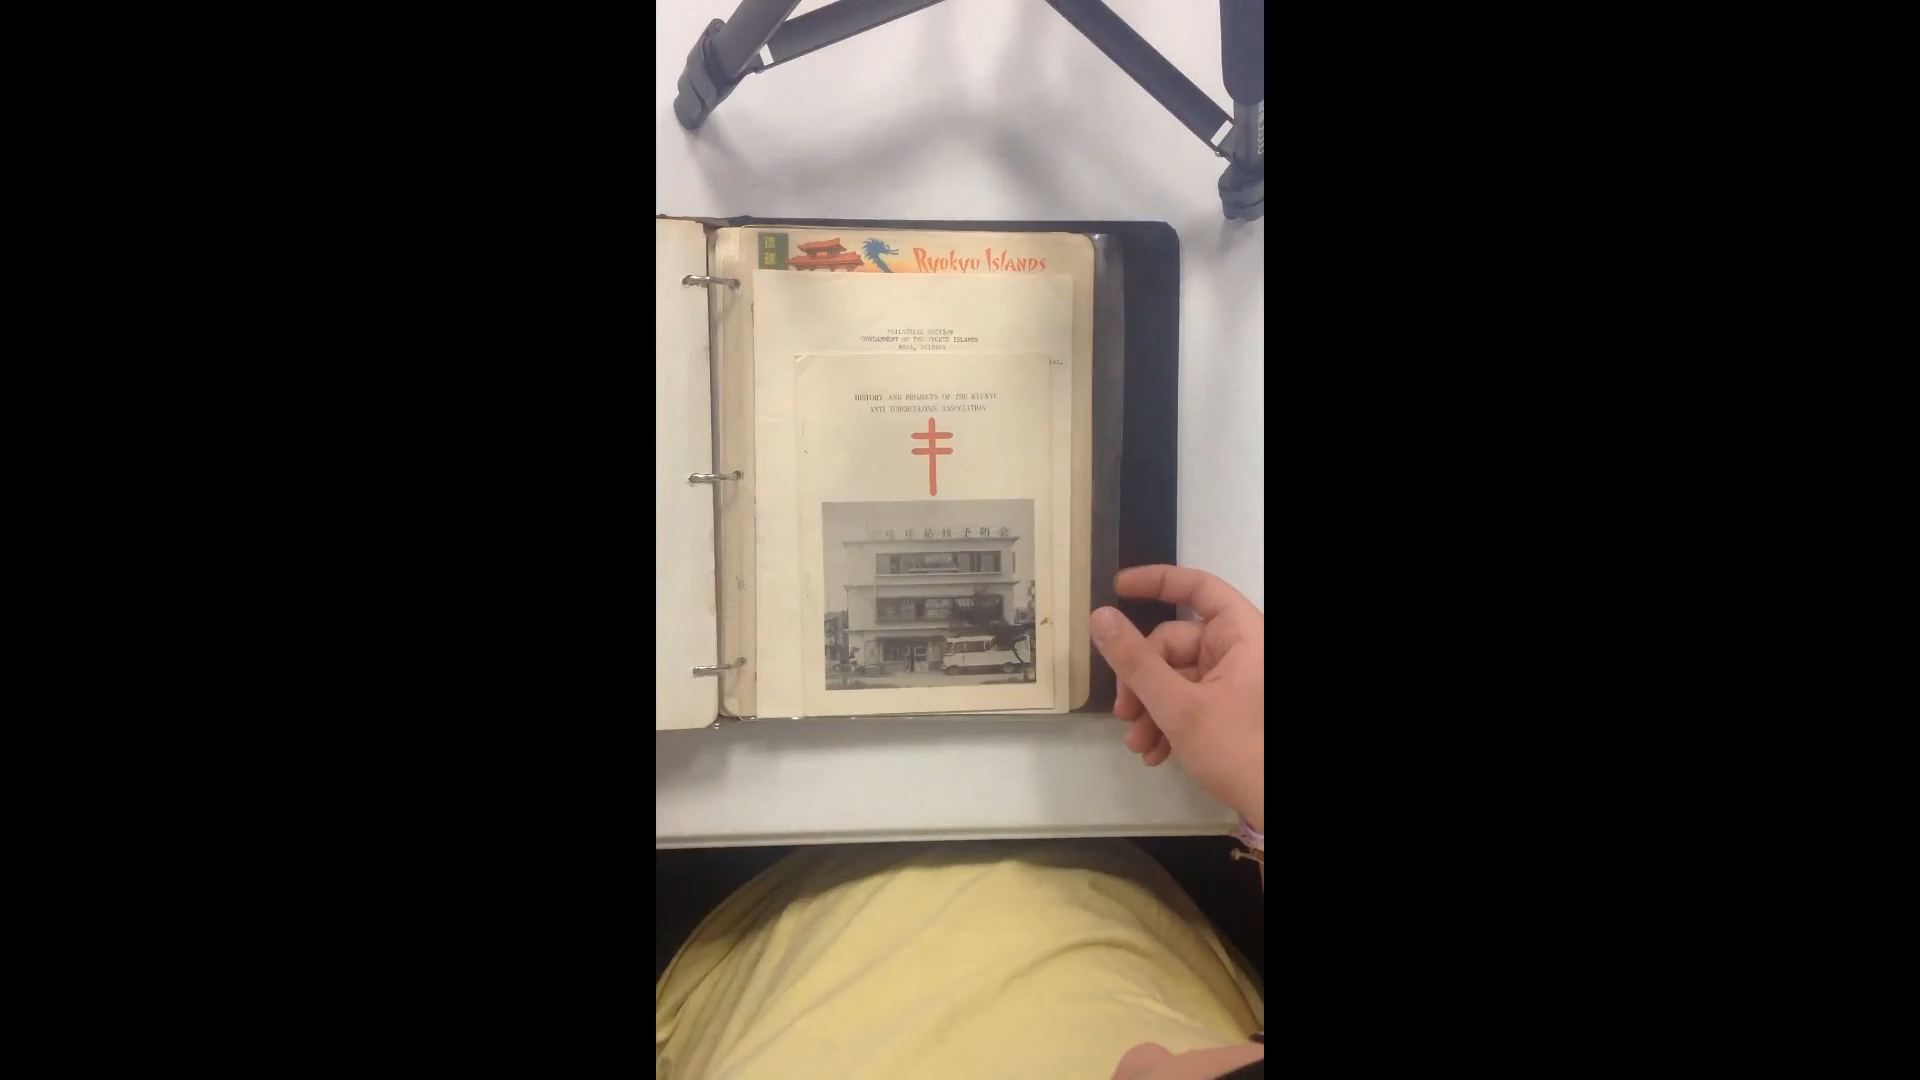 Ryukyu Islands
PHILATELIC SECTION
GOVERNMENT OF THE RYUKYU ISLANDS
NAHA, OKINAWA
HISTORY AND PROJECTS OF THE RYUKYU
ANTI TUBERCULOSIS ASSOCIATION
琉球結核予防会